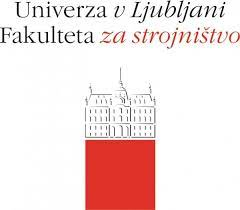 Univerza v Ljubljani
Fakulteta za strojništvo